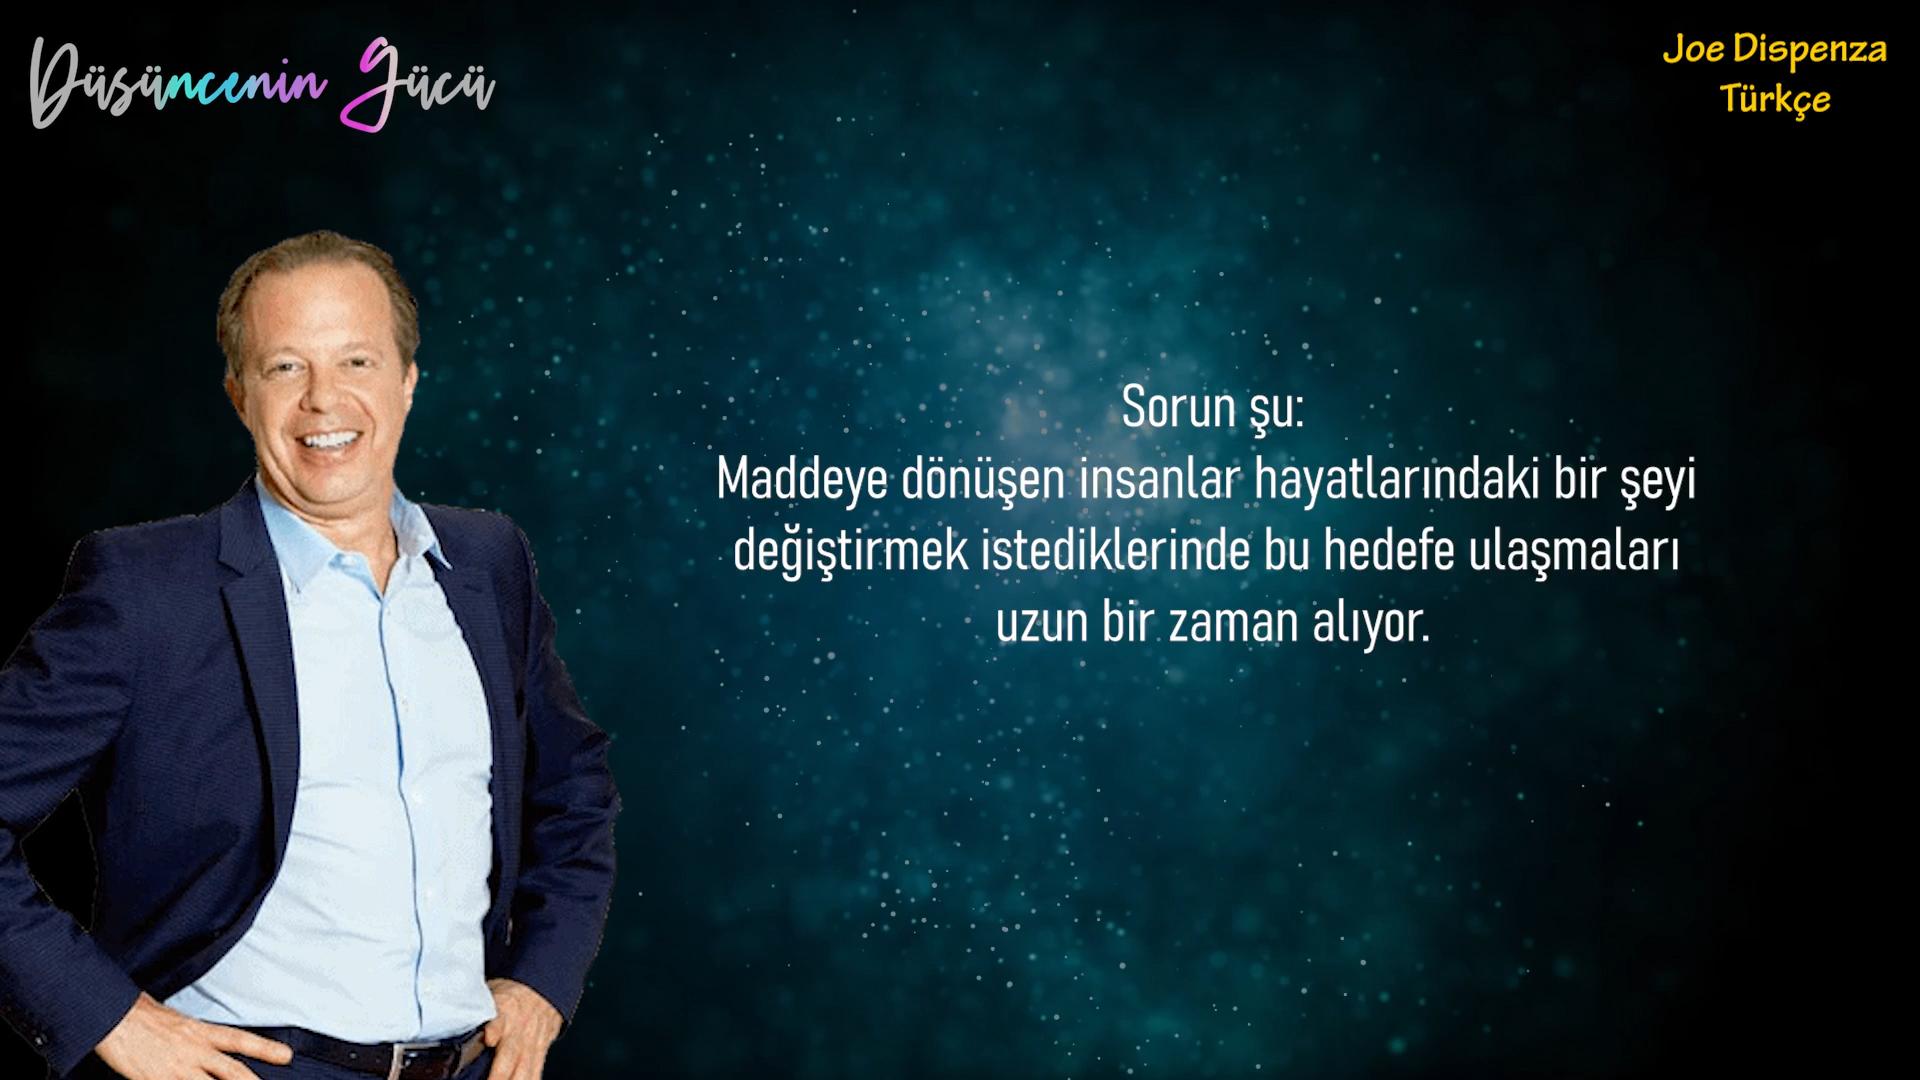 Düsüncenin Gücü
Joe Dispenza
Türkçe
Sorun şu:
Maddeye dönüşen insanlar hayatlarındaki bir şeyi
değiştirmek istediklerinde bu hedefe ulaşmaları
uzun bir zaman alıyor.